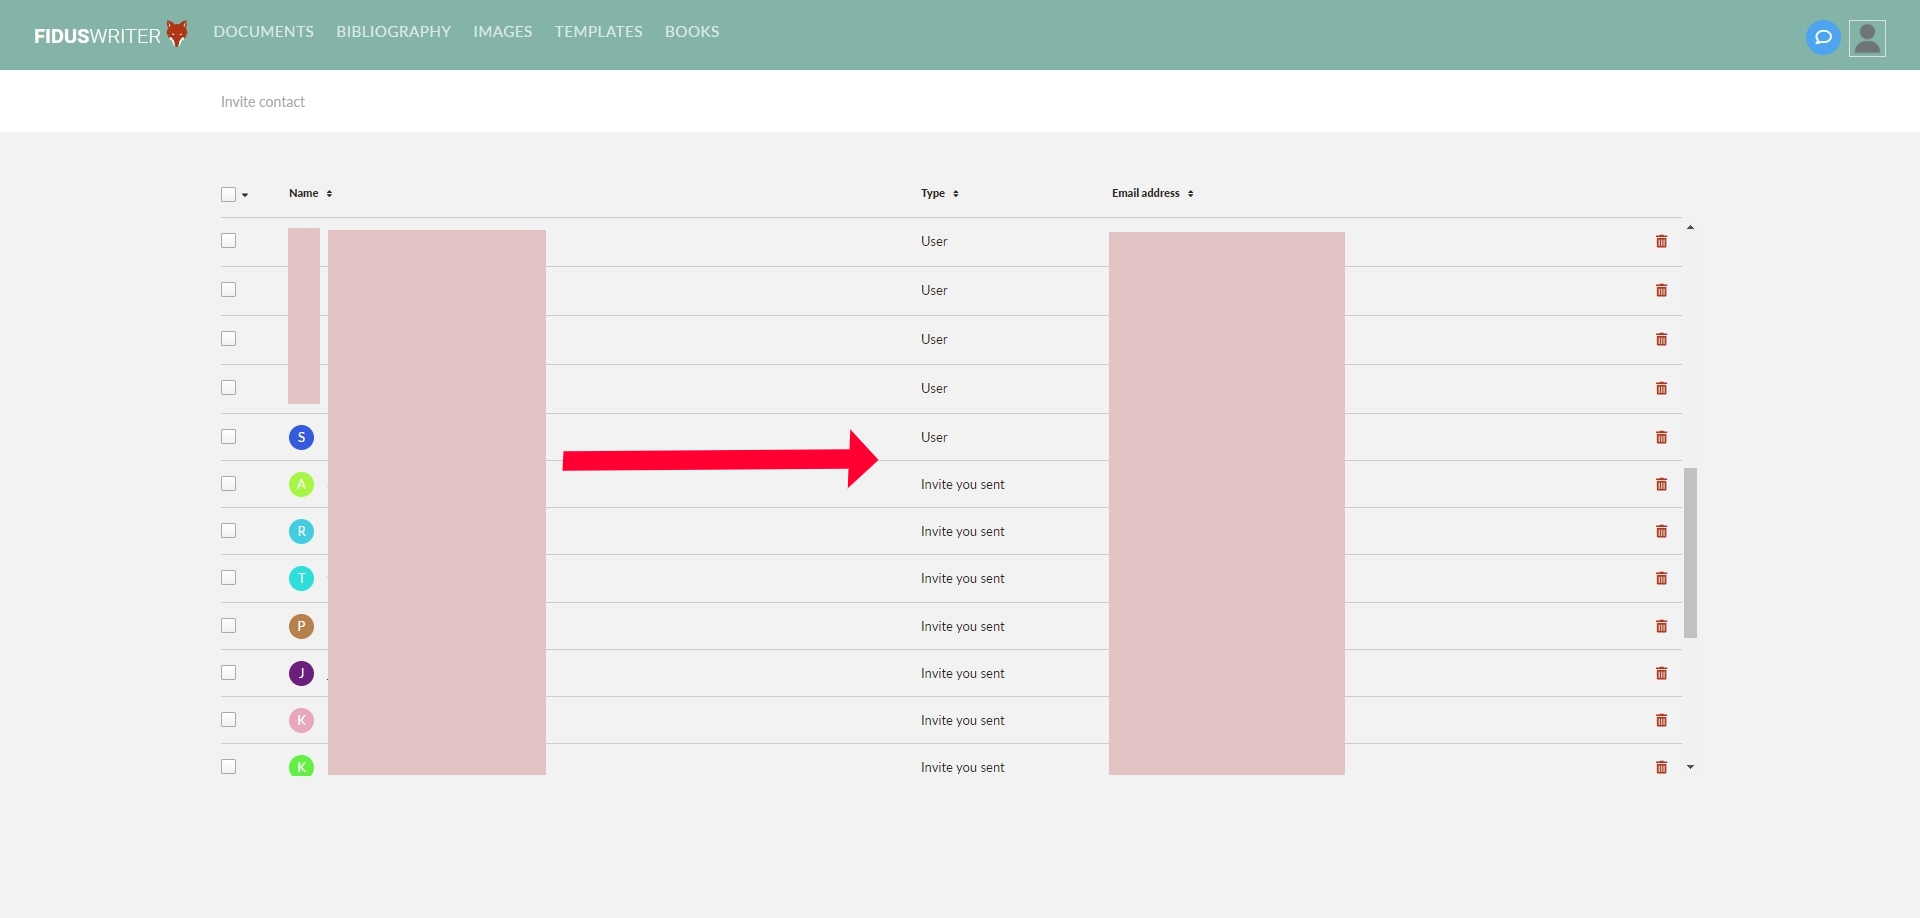 FIDUSWRITER DOCUMENTS BIBLIOGRAPHY IMAGES TEMPLATES BOOKS
Invite contact
Name Type Email address
User
User
User
User
S User
A Invite you sent
R Invite you sent
T Invite you sent
P Invite you sent
J Invite you sent
K Invite you sent
K Invite you sent